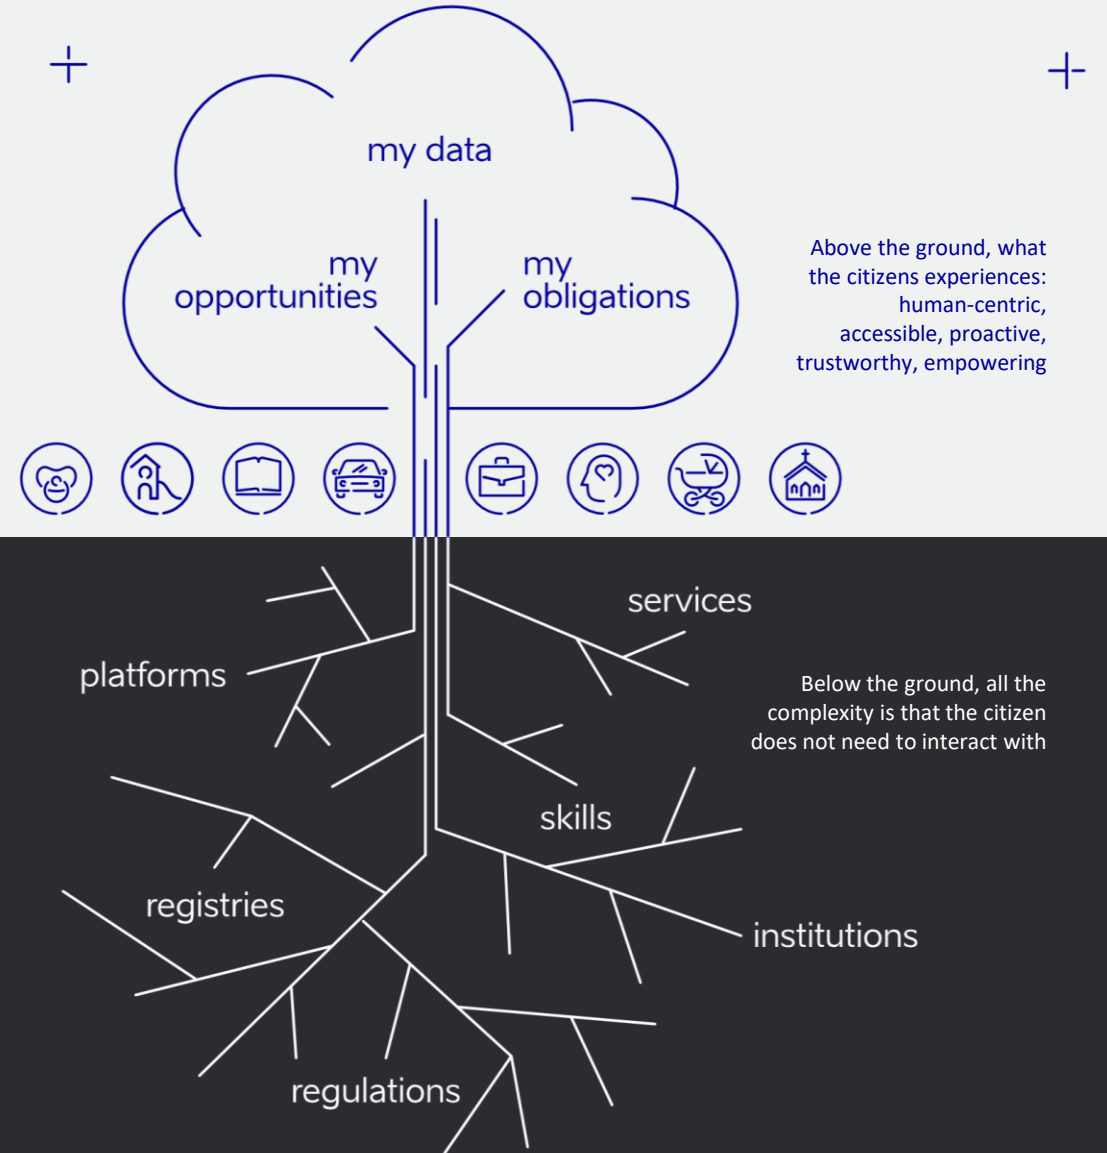 my data
my
opportunities
my
obligations
Above the ground, what
the citizens experiences:
human-centric,
accessible, proactive,
trustworthy, empowering
services
platforms
Below the ground, all the
complexity is that the citizen
does not need to interact with
skills
registries
institutions
regulations